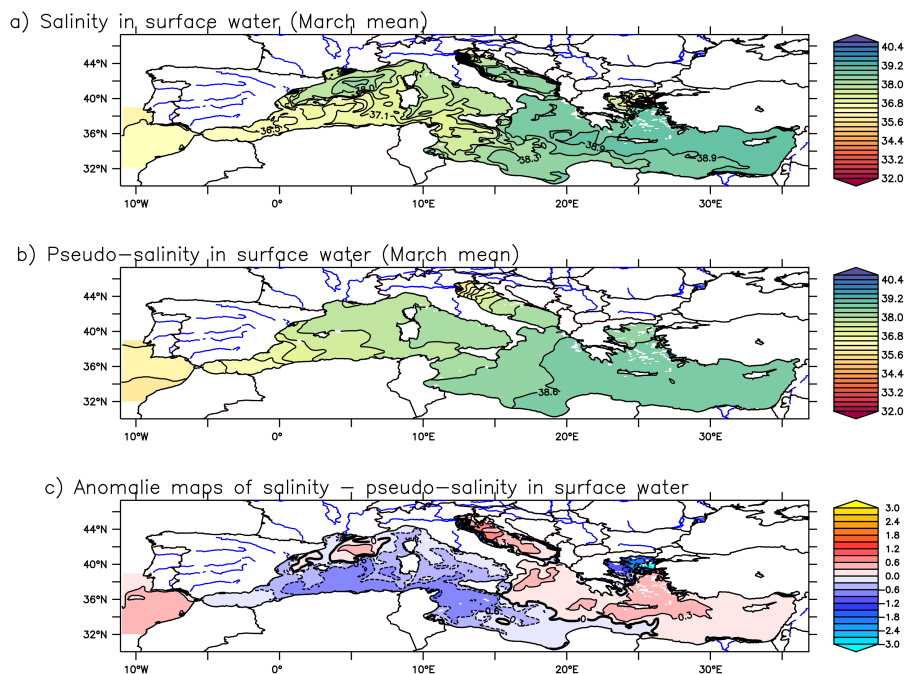 a) Salinity in surface water (March mean)
44°N
40°N
36°N
32°N
10°W 0° 10°E 20°E 30°E
38.0
37.1
36.5
38.3
38.9
38.9
40.4
39.2
38.0
36.8
35.6
34.4
33.2
32.0
b) Pseudo-salinity in surface water (March mean)
44°N
40°N
36°N
32°N
10°W 0° 10°E 20°E 30°E
38.6
40.4
39.2
38.0
36.8
35.6
34.4
33.2
32.0
c) Anomalie maps of salinity - pseudo-salinity in surface water
44°N
40°N
36°N
32°N
10°W 0° 10°E 20°E 30°E
0
-0.3
3.0
2.4
1.8
1.2
0.6
0.0
-0.6
-1.2
-1.8
-2.4
-3.0